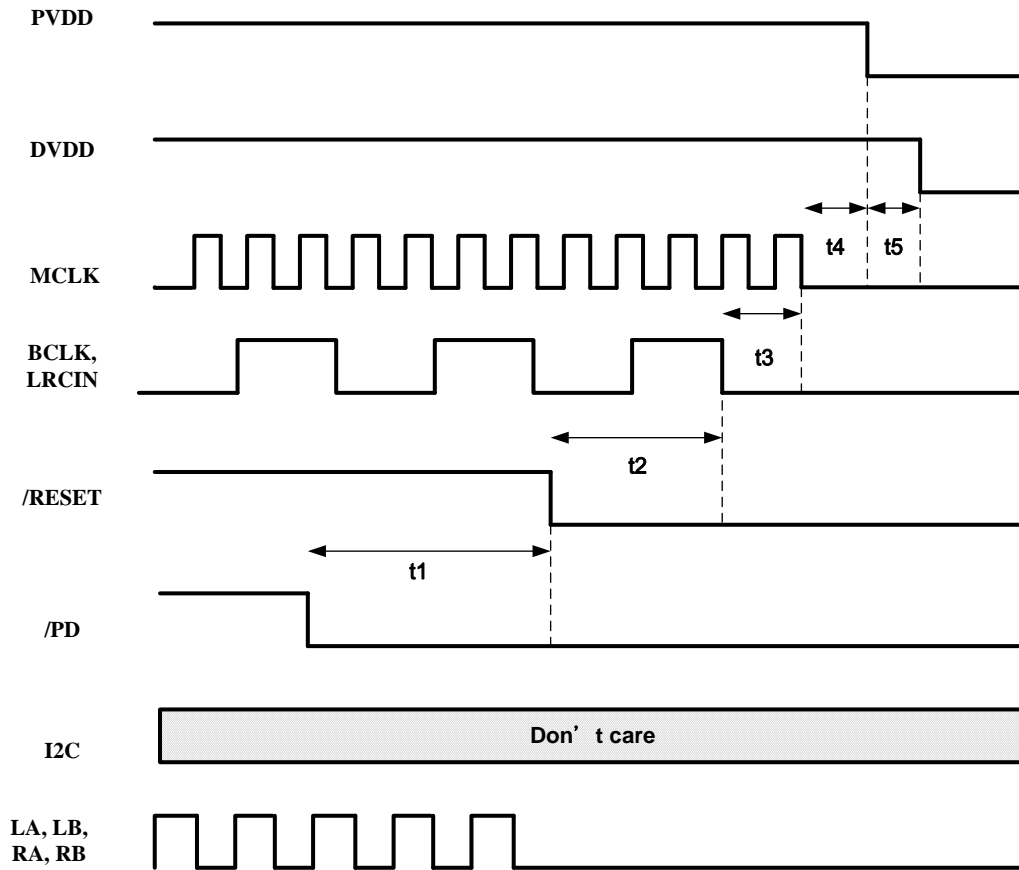 PVDD
DVDD
t4
t5
MCLK
BCLK,
LRCIN
t3
t2
/RESET
t1
/PD
Don’ t care
I2C
LA, LB,
RA, RB